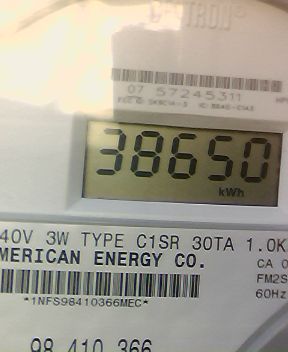 07 57245311
38650
kWh
40V 3W TYPE C1SR 30TA 1.0K
MERICAN ENERGY CO.
CA 0
FM2S
60Hz
*1NFS98410366MEC*
98 410 366